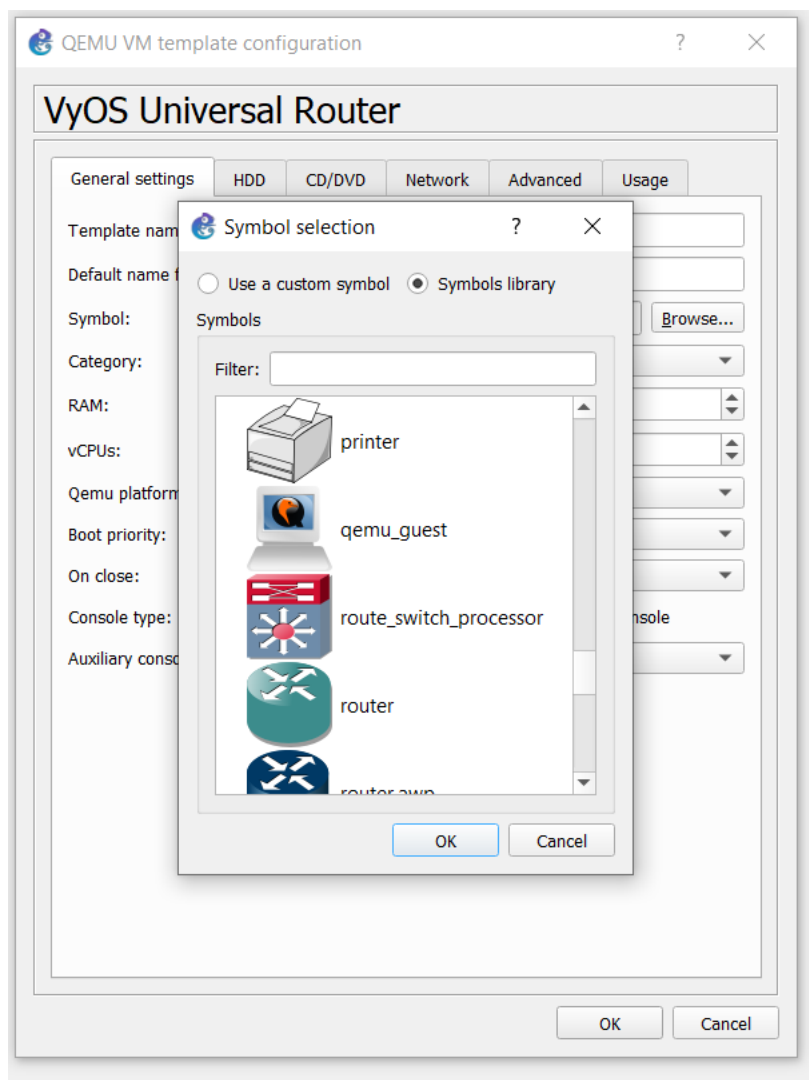 QEMU VM template configuration ?
VyOS Universal Router
General settings HDD CD/DVD Network Advanced Usage
Template nam
Default name f
Symbol: Browse...
Category:
RAM:
vCPUs:
Qemu platform
Boot priority:
On close:
Console type: nsole
Auxiliary conso
Symbol selection ?
Use a custom symbol Symbols library
Symbols
Filter:
printer
qemu_guest
route_switch_processor
router
router.awp
OK Cancel
OK Cancel